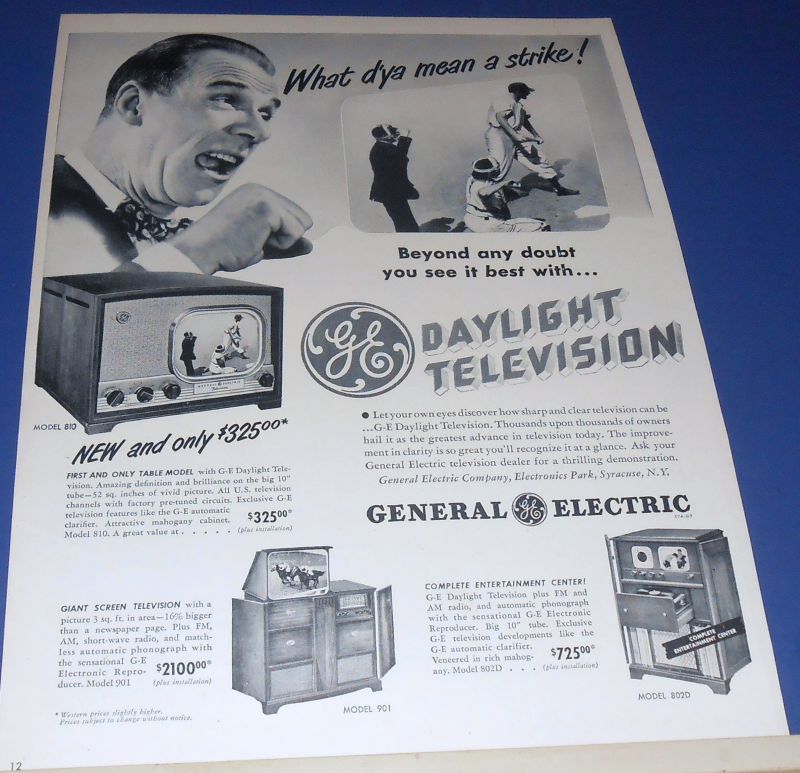 What d'ya mean a strike!
Beyond any doubt
you see it best with...
GE
DAYLIGHT
TELEVISION
● Let your own eyes discover how sharp and clear television can be
...G-E Daylight Television. Thousands upon thousands of owners
hail it as the greatest advance in television today. The improve-
ment in clarity is so great you'll recognize it at a glance. Ask your
General Electric television dealer for a thrilling demonstration.
General Electric Company, Electronics Park, Syracuse, N.Y.
GENERAL GE ELECTRIC
GENERAL ELECTRIC
MODEL 810
NEW and only $325⁰⁰*
FIRST AND ONLY TABLE MODEL with G-E Daylight Tele-
vision. Amazing definition and brilliance on the big 10"
tube—52 sq. inches of vivid picture. All U.S. television
channels with factory pre-tuned circuits. Exclusive G-E
television features like the G-E automatic
clarifier. Attractive mahogany cabinet.
Model 810. A great value at . . . . .
$325⁰⁰*
(plus installation)
GIANT SCREEN TELEVISION with a
picture 3 sq. ft. in area—16% bigger
than a newspaper page. Plus FM,
AM, short-wave radio, and match-
less automatic phonograph with
the sensational G-E
Electronic Repro-
ducer. Model 901
$2100⁰⁰*
(plus installation)
MODEL 901
COMPLETE ENTERTAINMENT CENTER!
G-E Daylight Television plus FM and
AM radio, and automatic phonograph
with the sensational G-E Electronic
Reproducer. Big 10" tube. Exclusive
G-E television developments like the
G-E automatic clarifier.
Veneered in rich mahog-
any. Model 802D . . .
$725⁰⁰*
(plus installation)
COMPLETE
ENTERTAINMENT CENTER
MODEL 802D
* Western prices slightly higher.
Prices subject to change without notice.
12